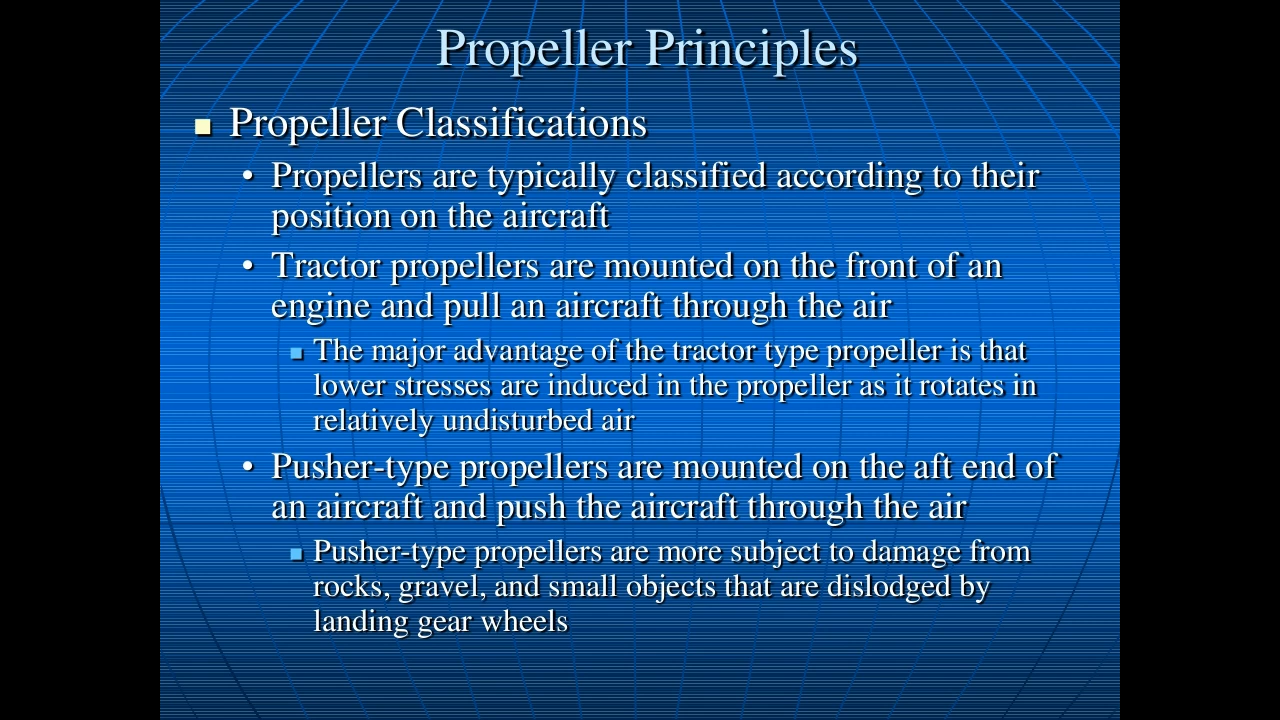 Propeller Principles
Propeller Classifications
• Propellers are typically classified according to their
position on the aircraft
• Tractor propellers are mounted on the front of an
engine and pull an aircraft through the air
The major advantage of the tractor type propeller is that
lower stresses are induced in the propeller as it rotates in
relatively undisturbed air
• Pusher-type propellers are mounted on the aft end of
an aircraft and push the aircraft through the air
Pusher-type propellers are more subject to damage from
rocks, gravel, and small objects that are dislodged by
landing gear wheels